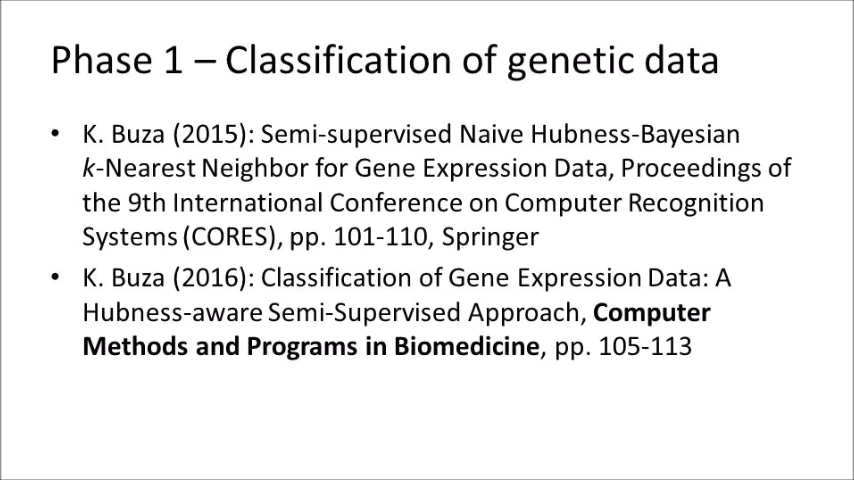 Phase 1 – Classification of genetic data
• K. Buza (2015): Semi-supervised Naive Hubness-Bayesian
k-Nearest Neighbor for Gene Expression Data, Proceedings of
the 9th International Conference on Computer Recognition
Systems (CORES), pp. 101-110, Springer
• K. Buza (2016): Classification of Gene Expression Data: A
Hubness-aware Semi-Supervised Approach, Computer
Methods and Programs in Biomedicine, pp. 105-113